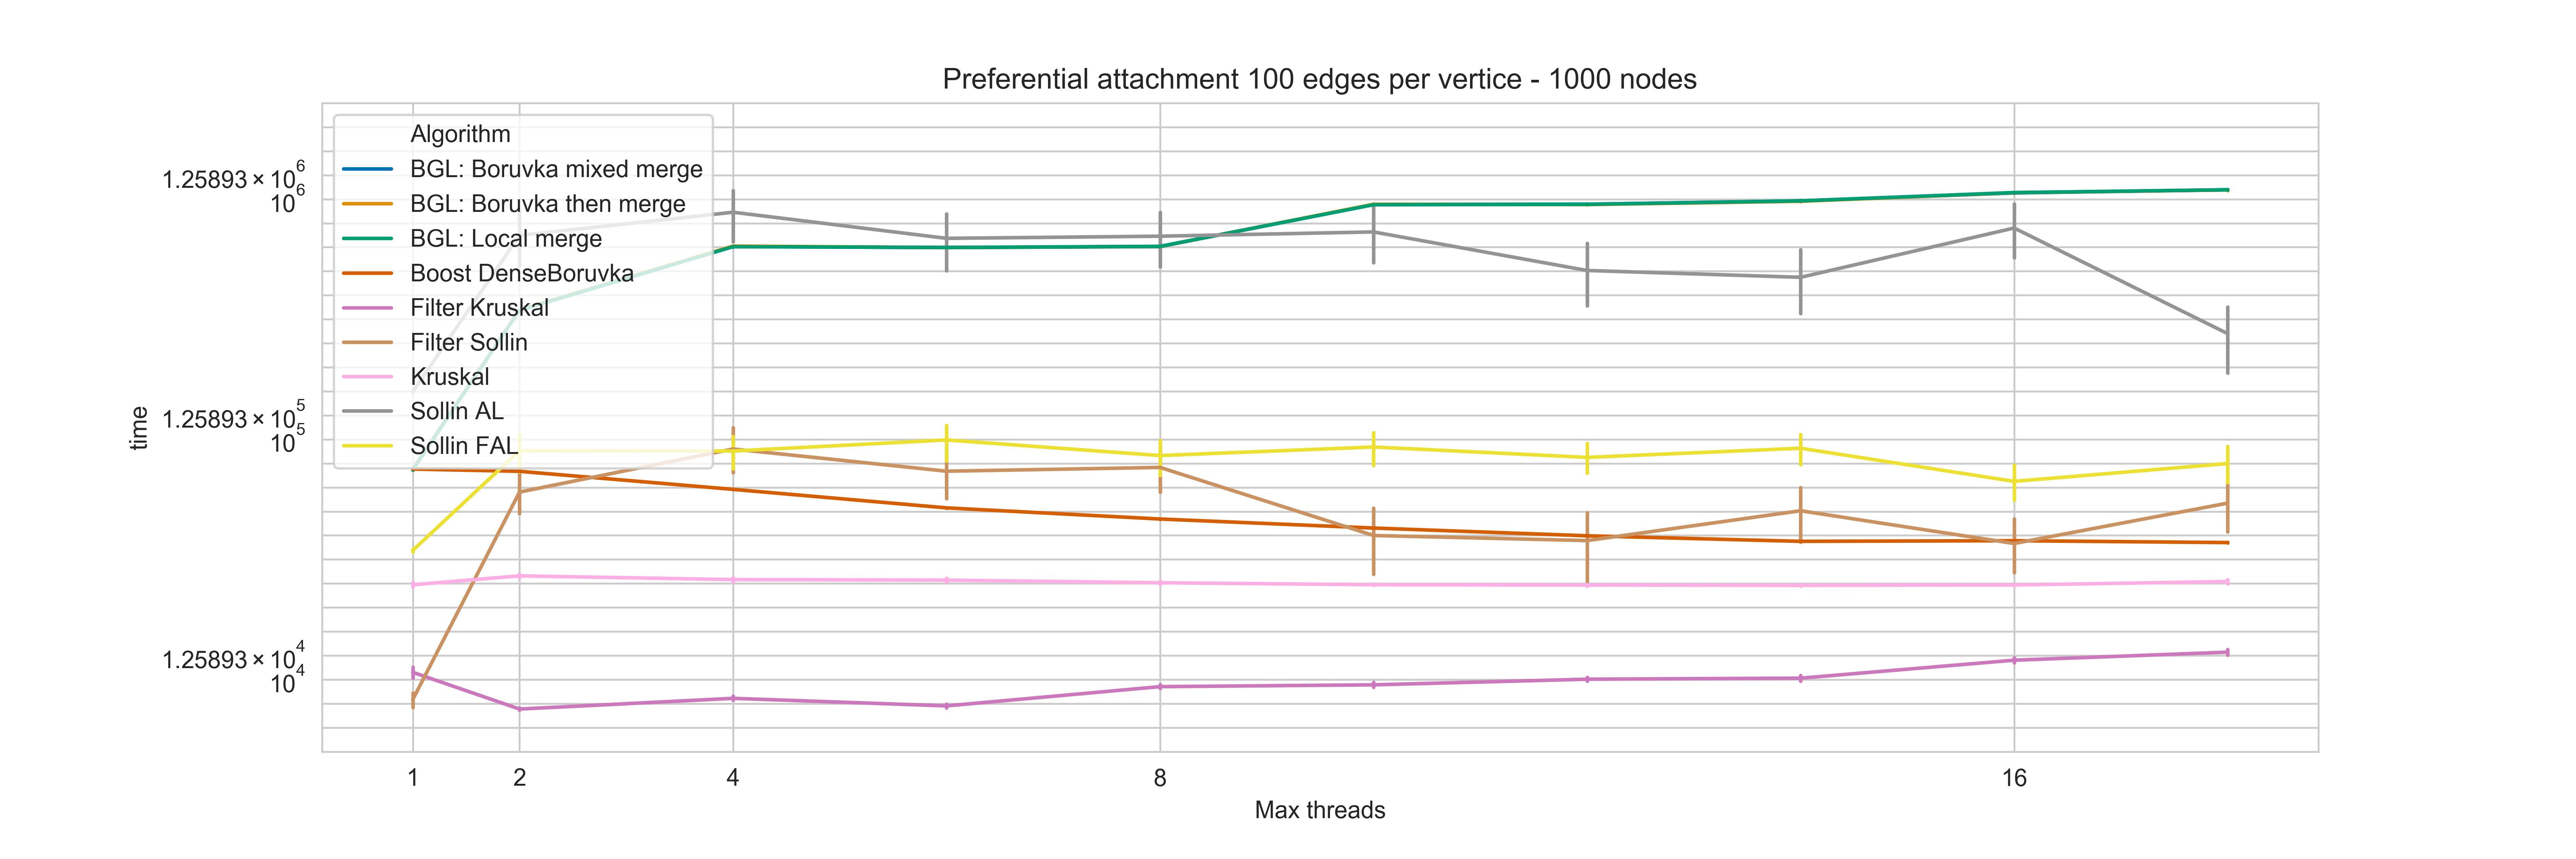 Preferential attachment 100 edges per vertice - 1000 nodes
Algorithm
BGL: Boruvka mixed merge
BGL: Boruvka then merge
BGL: Local merge
Boost DenseBoruvka
Filter Kruskal
Filter Sollin
Kruskal
Sollin AL
Sollin FAL
1.25893 × 10^6
10^6
1.25893 × 10^5
10^5
1.25893 × 10^4
10^4
time
1 2 4 8 16
Max threads